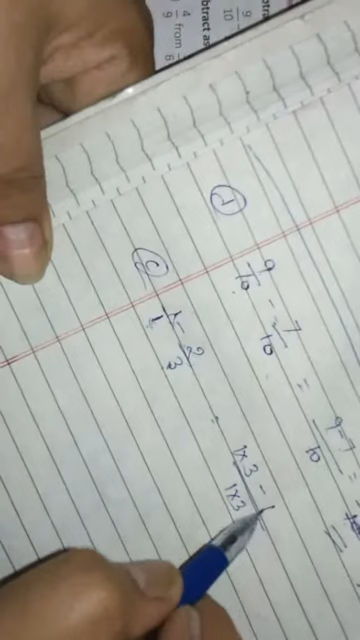 btract as
9/10
4/9 from
6
(d) 9/10 - 7/10 = 9-7/10 =
(c) 1/1 - 2/3 = 1×3 - 1/1×3